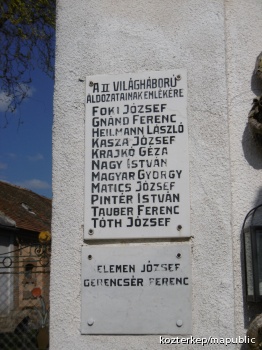 "A II VILÁGHÁBORÚ"
ÁLDOZATAINAK EMLÉKÉRE
FOKI JÓZSEF
GNAND FERENC
HEILMANN LÁSZLÓ
KASZA JÓZSEF
KRAJKÓ GÉZA
NAGY ISTVÁN
MAGYAR GYÖRGY
MATICS JÓZSEF
PINTÉR ISTVÁN
TAUBER FERENC
TÓTH JÓZSEF
ELEMEN JÓZSEF
GERENCSÉR FERENC
kozterkep/mapublic